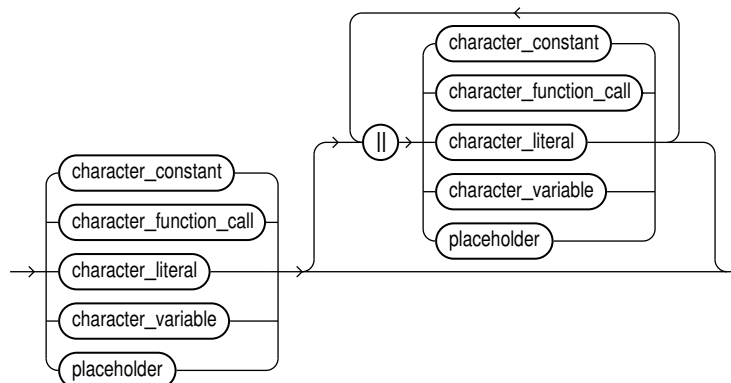 character_constant
character_function_call
||
character_literal
character_variable
placeholder
character_constant
character_function_call
character_literal
character_variable
placeholder